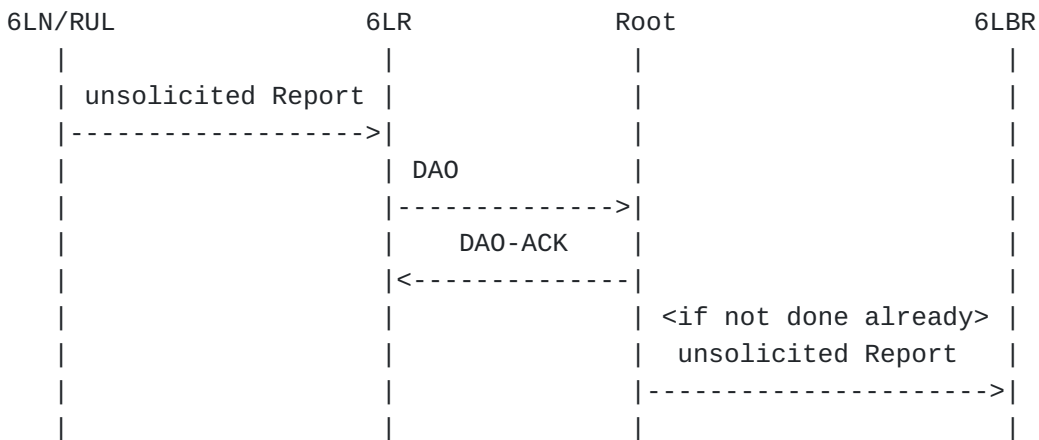 6LN/RUL 6LR Root 6LBR
unsolicited Report
DAO
DAO-ACK
<if not done already>
unsolicited Report